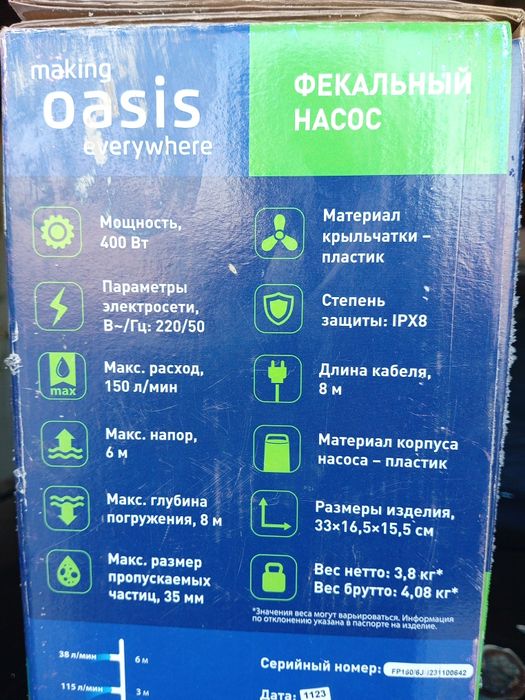 making
oasis
everywhere
ФЕКАЛЬНЫЙ
НАСОС
Мощность,
400 Вт
Параметры
электросети,
В~/Гц: 220/50
max
Макс. расход,
150 л/мин
Макс. напор,
6 м
Макс. глубина
погружения, 8 м
Макс. размер
пропускаемых
частиц, 35 мм
Материал
крыльчатки –
пластик
Степень
защиты: IPX8
Длина кабеля,
8 м
Материал корпуса
насоса – пластик
Размеры изделия,
33×16,5×15,5 см
Вес нетто: 3,8 кг*
Вес брутто: 4,08 кг*
*Значения веса могут варьироваться. Информация
по отклонению указана в паспорте на изделие.
38 л/мин 6 м
115 л/мин 3 м
Серийный номер:
Дата: 1123